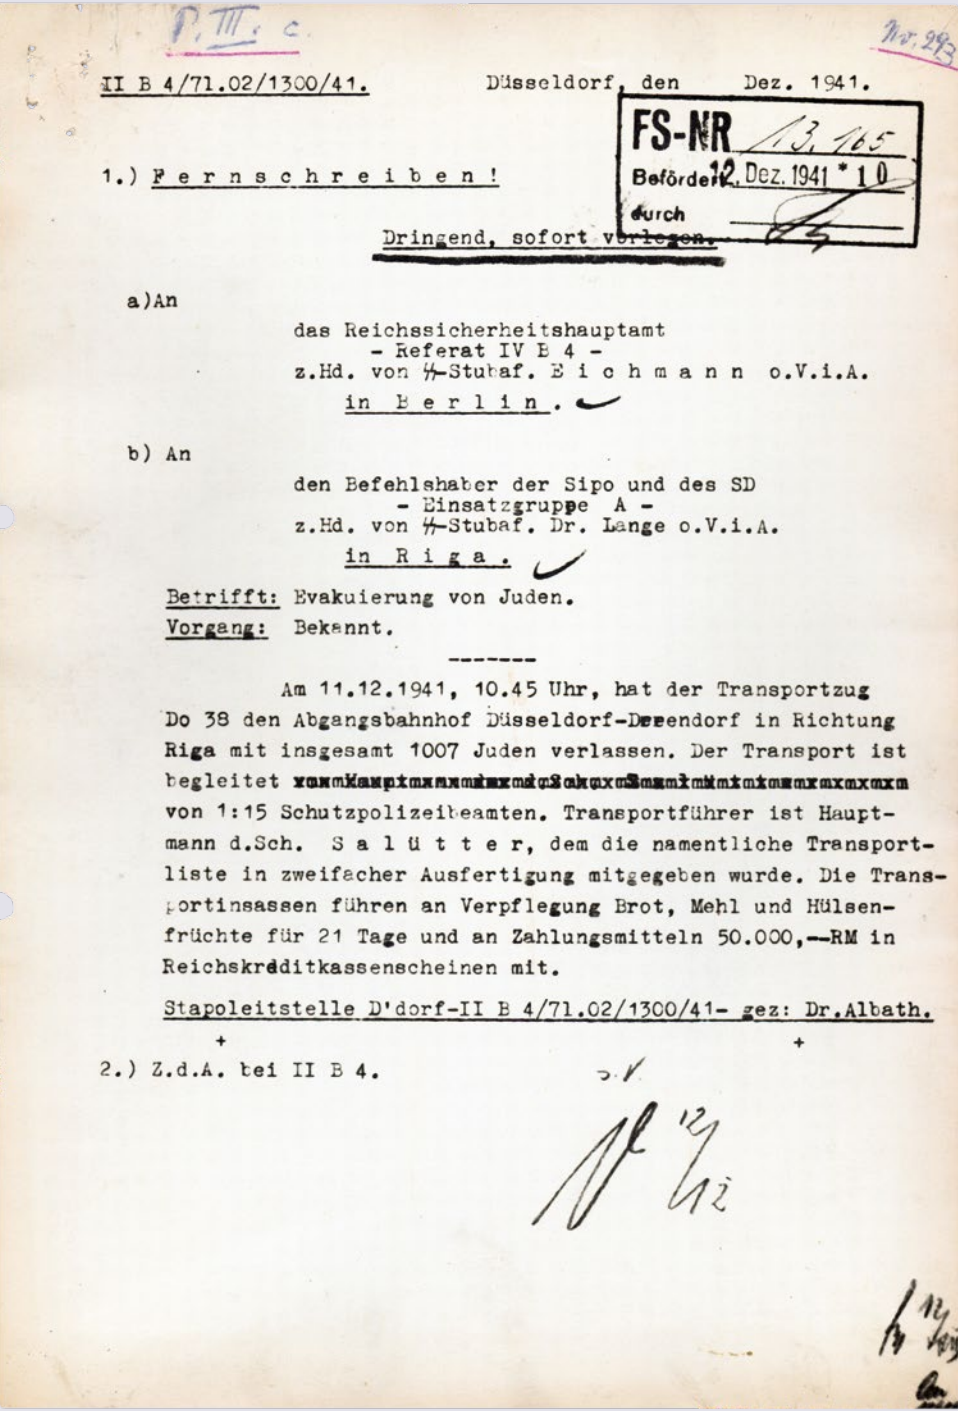 P. III. c.
No. 293
II B 4/71.02/1300/41.
Düsseldorf, den Dez. 1941.
FS-NR 13.165
Befördert 12. Dez. 1941 * 10
durch
1.) F e r n s c h r e i b e n !
Dringend, sofort vorlegen.
a)An
das Reichssicherheitshauptamt
- Referat IV B 4 -
z.Hd. von ᛋᛋ-Stubaf. E i c h m a n n o.V.i.A.
in B e r l i n .
b) An
den Befehlshaber der Sipo und des SD
- Einsatzgruppe A -
z.Hd. von ᛋᛋ-Stubaf. Dr. Lange o.V.i.A.
in R i g a .
Betrifft: Evakuierung von Juden.
Vorgang: Bekannt.
-------
Am 11.12.1941, 10.45 Uhr, hat der Transportzug
Do 38 den Abgangsbahnhof Düsseldorf-Derendorf in Richtung
Riga mit insgesamt 1007 Juden verlassen. Der Transport ist
begleitet
von 1:15 Schutzpolizeibeamten. Transportführer ist Haupt-
mann d.Sch. S a l ü t t e r, dem die namentliche Transport-
liste in zweifacher Ausfertigung mitgegeben wurde. Die Trans-
portinsassen führen an Verpflegung Brot, Mehl und Hülsen-
früchte für 21 Tage und an Zahlungsmitteln 50.000,--RM in
Reichskreditkassenscheinen mit.
Stapoleitstelle D'dorf-II B 4/71.02/1300/41- gez: Dr.Albath.
+ +
2.) Z.d.A. bei II B 4.
12/12